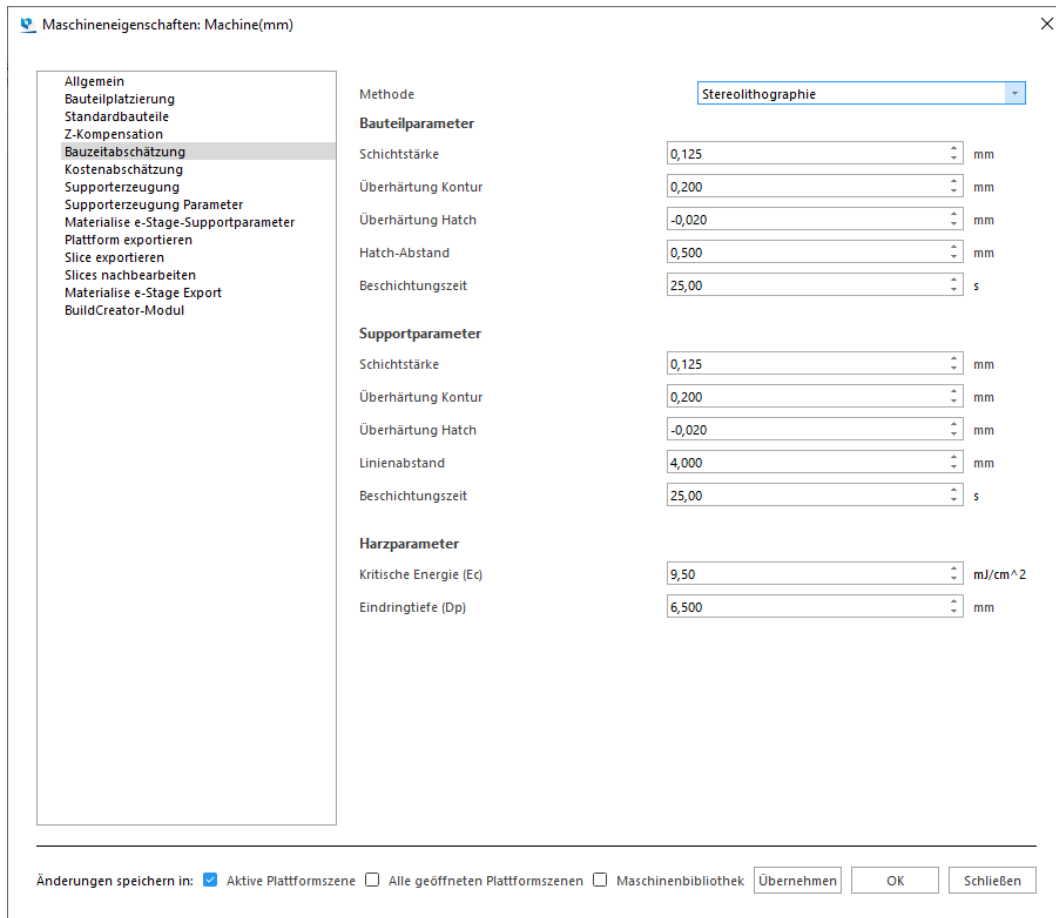 Maschineneigenschaften: Machine(mm)
Allgemein
Bauteilplatzierung
Standardbauteile
Z-Kompensation
Bauzeitabschätzung
Kostenabschätzung
Supporterzeugung
Supporterzeugung Parameter
Materialise e-Stage-Supportparameter
Plattform exportieren
Slice exportieren
Slices nachbearbeiten
Materialise e-Stage Export
BuildCreator-Modul
Methode Stereolithographie
Bauteilparameter
Schichtstärke 0,125 mm
Überhärtung Kontur 0,200 mm
Überhärtung Hatch -0,020 mm
Hatch-Abstand 0,500 mm
Beschichtungszeit 25,00 s
Supportparameter
Schichtstärke 0,125 mm
Überhärtung Kontur 0,200 mm
Überhärtung Hatch -0,020 mm
Linienabstand 4,000 mm
Beschichtungszeit 25,00 s
Harzparameter
Kritische Energie (Ec) 9,50 mJ/cm^2
Eindringtiefe (Dp) 6,500 mm
Änderungen speichern in: Aktive Plattformszene Alle geöffneten Plattformszenen Maschinenbibliothek Übernehmen OK Schließen